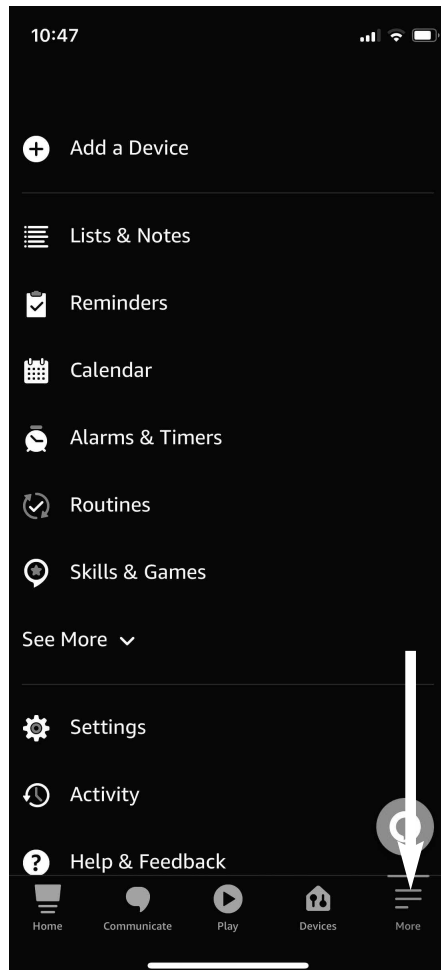 10:47
Add a Device
Lists & Notes
Reminders
Calendar
Alarms & Timers
Routines
Skills & Games
See More
Settings
Activity
Help & Feedback
Home Communicate Play Devices More